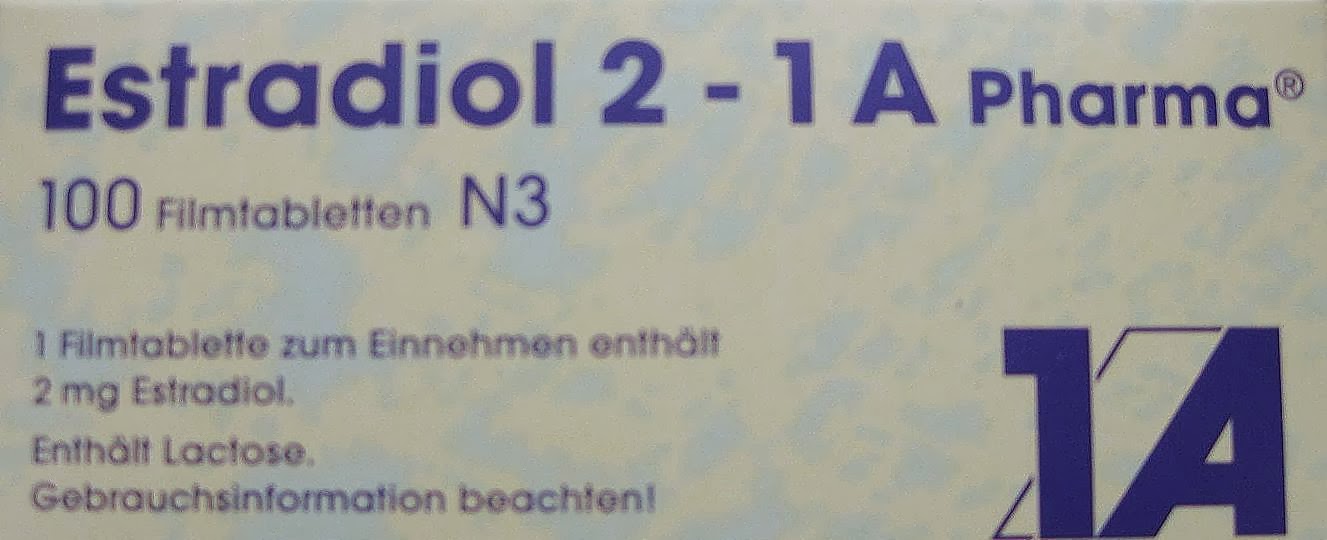 Estradiol 2 - 1 A Pharma®
100 Filmtabletten N3
1 Filmtablette zum Einnehmen enthält
2 mg Estradiol.
Enthält Lactose.
Gebrauchsinformation beachten!
1A